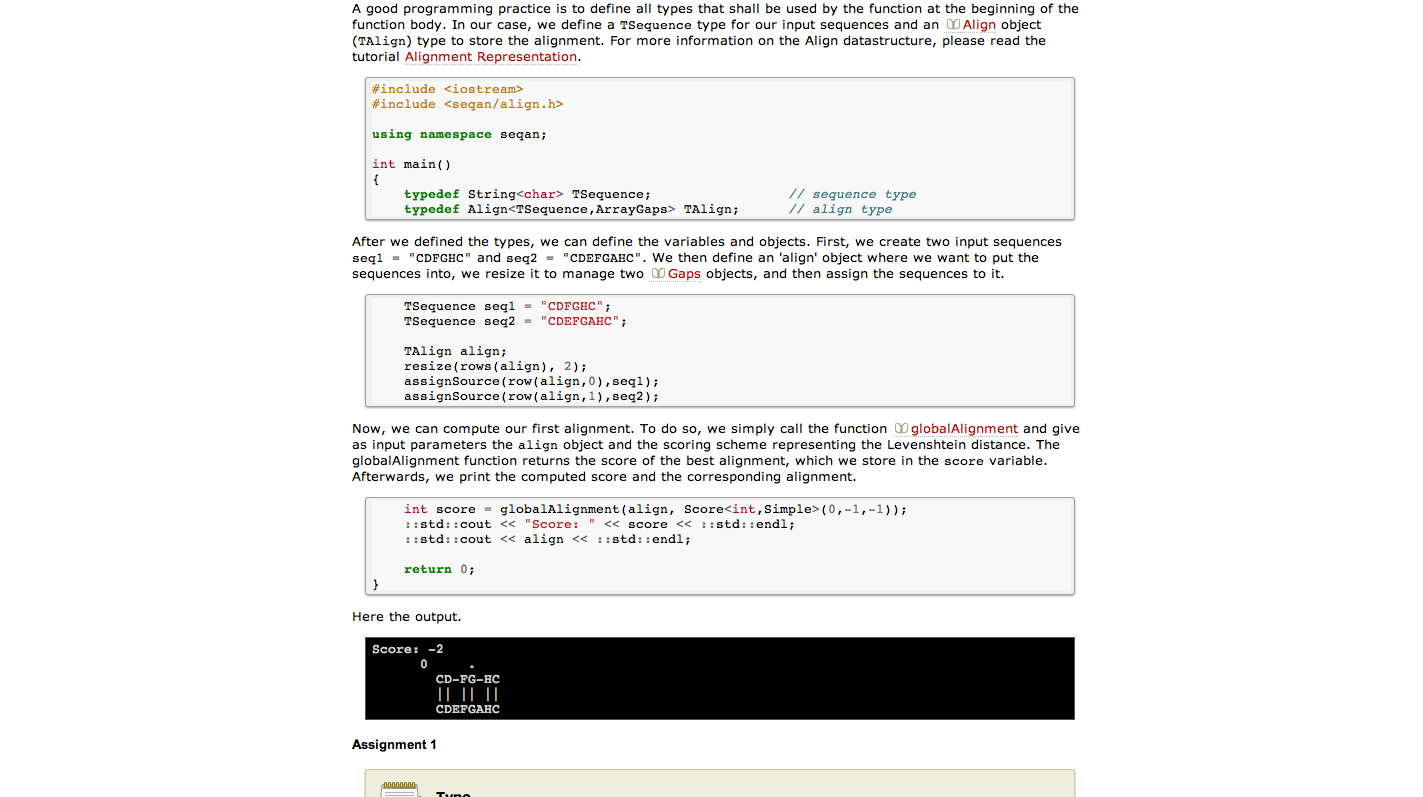 A good programming practice is to define all types that shall be used by the function at the beginning of the
function body. In our case, we define a TSequence type for our input sequences and an Align object
(TAlign) type to store the alignment. For more information on the Align datastructure, please read the
tutorial Alignment Representation.
#include <iostream>
#include <seqan/align.h>
using namespace seqan;
int main()
{
typedef String<char> TSequence; // sequence type
typedef Align<TSequence,ArrayGaps> TAlign; // align type
After we defined the types, we can define the variables and objects. First, we create two input sequences
seq1 = "CDFGHC" and seq2 = "CDEFGAHC". We then define an 'align' object where we want to put the
sequences into, we resize it to manage two Gaps objects, and then assign the sequences to it.
TSequence seq1 = "CDFGHC";
TSequence seq2 = "CDEFGAHC";
TAlign align;
resize(rows(align), 2);
assignSource(row(align,0),seq1);
assignSource(row(align,1),seq2);
Now, we can compute our first alignment. To do so, we simply call the function globalAlignment and give
as input parameters the align object and the scoring scheme representing the Levenshtein distance. The
globalAlignment function returns the score of the best alignment, which we store in the score variable.
Afterwards, we print the computed score and the corresponding alignment.
int score = globalAlignment(align, Score<int,Simple>(0,-1,-1));
::std::cout << "Score: " << score << ::std::endl;
::std::cout << align << ::std::endl;
return 0;
}
Here the output.
Score: -2
0 .
CD-FG-HC
|| || ||
CDEFGAHC
Assignment 1
Type